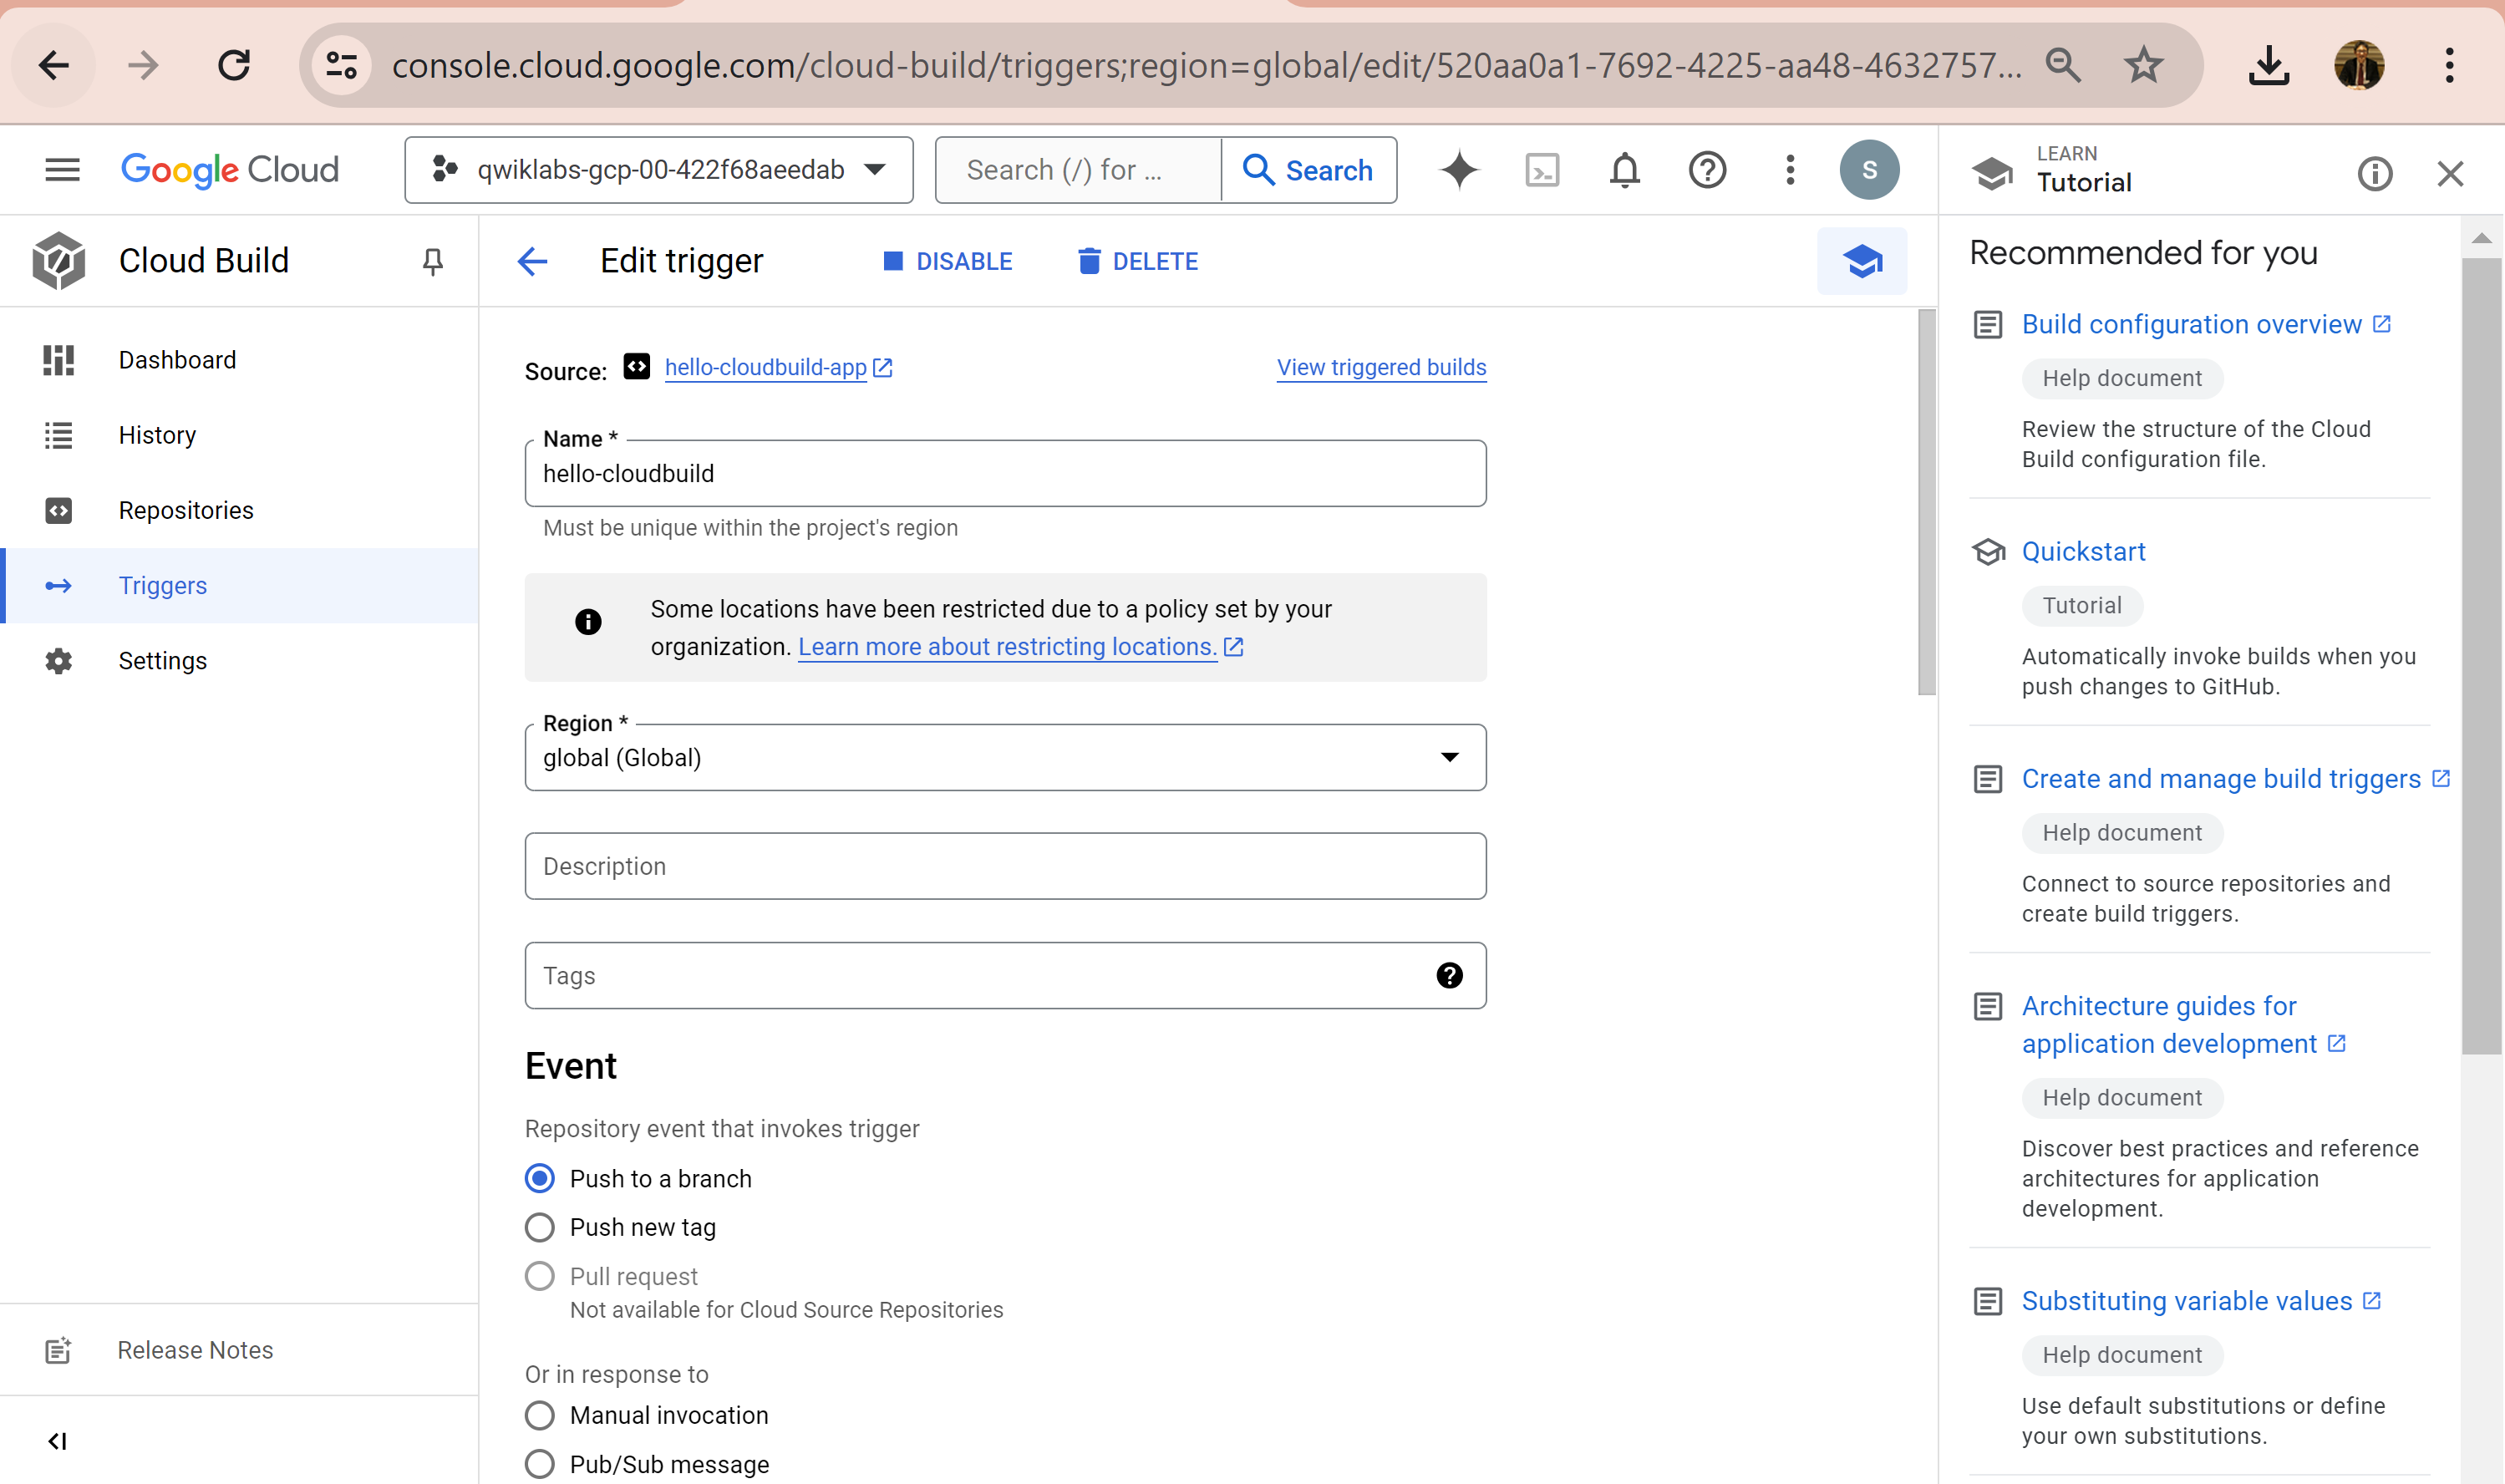 console.cloud.google.com/cloud-build/triggers;region=global/edit/520aa0a1-7692-4225-aa48-4632757...
Google Cloud
qwiklabs-gcp-00-422f68aeedab
Search (/) for ...
Search
S
LEARN
Tutorial
Cloud Build
Edit trigger
DISABLE
DELETE
Recommended for you
Dashboard
History
Repositories
Triggers
Settings
Release Notes
Source: hello-cloudbuild-app
View triggered builds
Name *
hello-cloudbuild
Must be unique within the project's region
Some locations have been restricted due to a policy set by your
organization. Learn more about restricting locations.
Region *
global (Global)
Description
Tags
Event
Repository event that invokes trigger
Push to a branch
Push new tag
Pull request
Not available for Cloud Source Repositories
Or in response to
Manual invocation
Pub/Sub message
Build configuration overview
Help document
Review the structure of the Cloud
Build configuration file.
Quickstart
Tutorial
Automatically invoke builds when you
push changes to GitHub.
Create and manage build triggers
Help document
Connect to source repositories and
create build triggers.
Architecture guides for
application development
Help document
Discover best practices and reference
architectures for application
development.
Substituting variable values
Help document
Use default substitutions or define
your own substitutions.